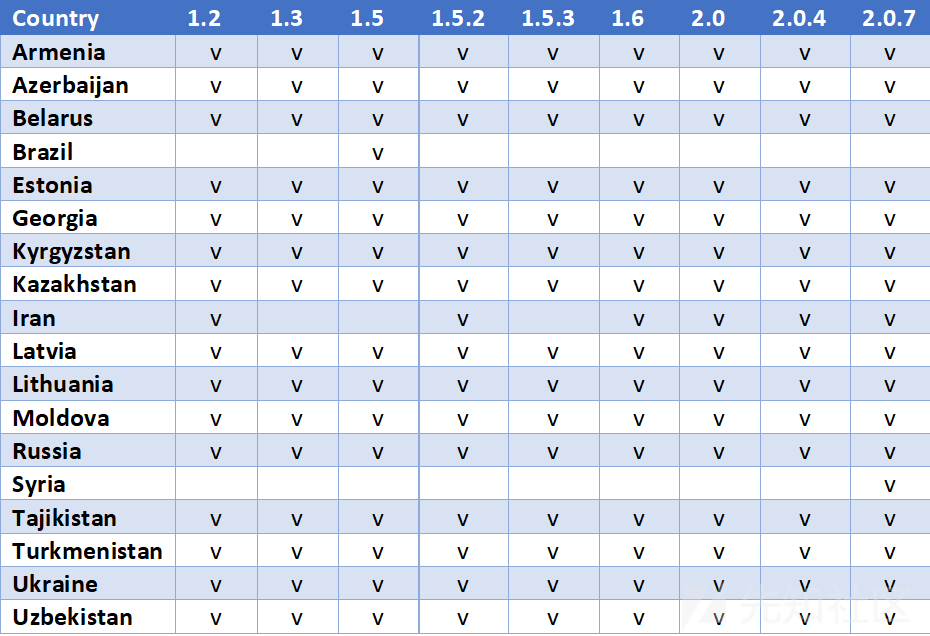 Country 1.2 1.3 1.5 1.5.2 1.5.3 1.6 2.0 2.0.4 2.0.7
Armenia v v v v v v v v v
Azerbaijan v v v v v v v v v
Belarus v v v v v v v v v
Brazil v
Estonia v v v v v v v v v
Georgia v v v v v v v v v
Kyrgyzstan v v v v v v v v v
Kazakhstan v v v v v v v v v
Iran v v v v v v
Latvia v v v v v v v v v
Lithuania v v v v v v v v v
Moldova v v v v v v v v v
Russia v v v v v v v v v
Syria v
Tajikistan v v v v v v v v v
Turkmenistan v v v v v v v v v
Ukraine v v v v v v v v v
Uzbekistan v v v v v v v v v
先知社区